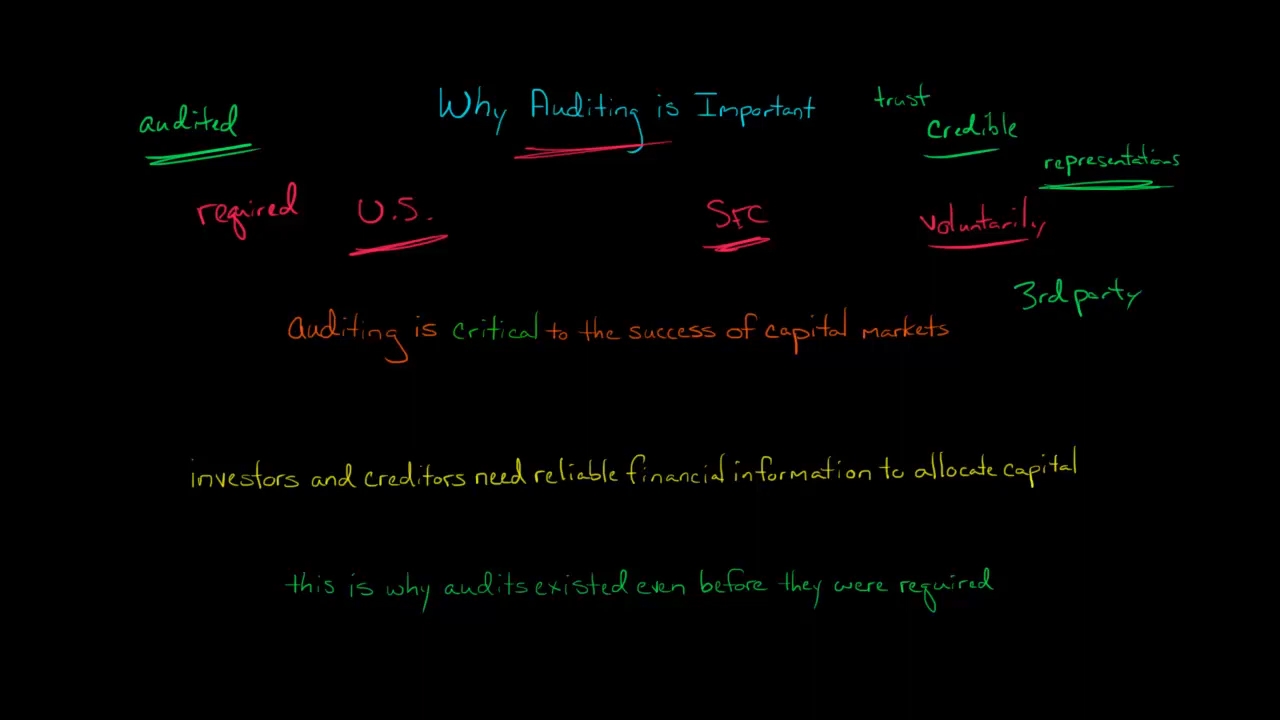 Why Auditing is Important
trust
audited
credible
representations
required
U.S.
SEC
voluntarily
3rd party
auditing is critical to the success of capital markets
investors and creditors need reliable financial information to allocate capital
this is why audits existed even before they were required